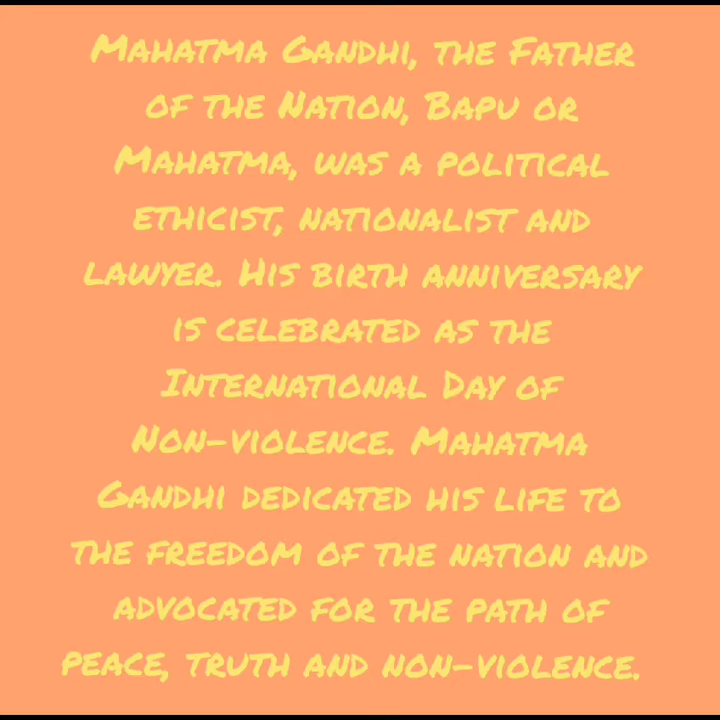 Mahatma Gandhi, the Father
of the Nation, Bapu or
Mahatma, was a political
ethicist, nationalist and
lawyer. His birth anniversary
is celebrated as the
International Day of
Non-violence. Mahatma
Gandhi dedicated his life to
the freedom of the nation and
advocated for the path of
peace, truth and non-violence.